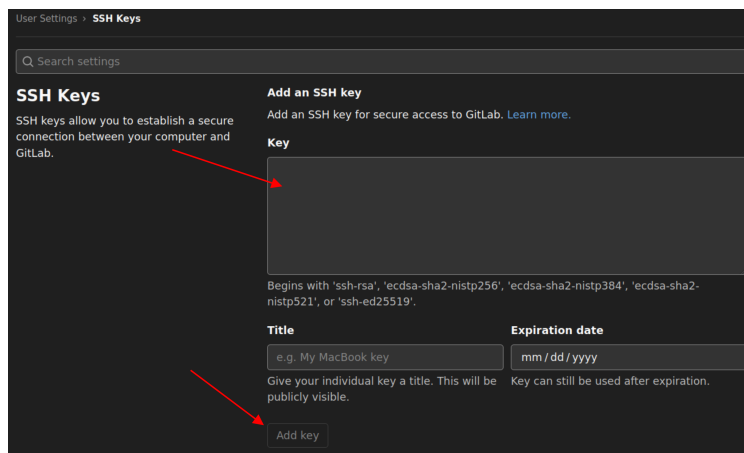 User Settings › SSH Keys
Search settings
SSH Keys
SSH keys allow you to establish a secure
connection between your computer and
GitLab.
Add an SSH key
Add an SSH key for secure access to GitLab. Learn more.
Key
Begins with 'ssh-rsa', 'ecdsa-sha2-nistp256', 'ecdsa-sha2-nistp384', 'ecdsa-sha2-
nistp521', or 'ssh-ed25519'.
Title
e.g. My MacBook key
Give your individual key a title. This will be
publicly visible.
Expiration date
mm/dd/yyyy
Key can still be used after expiration.
Add key